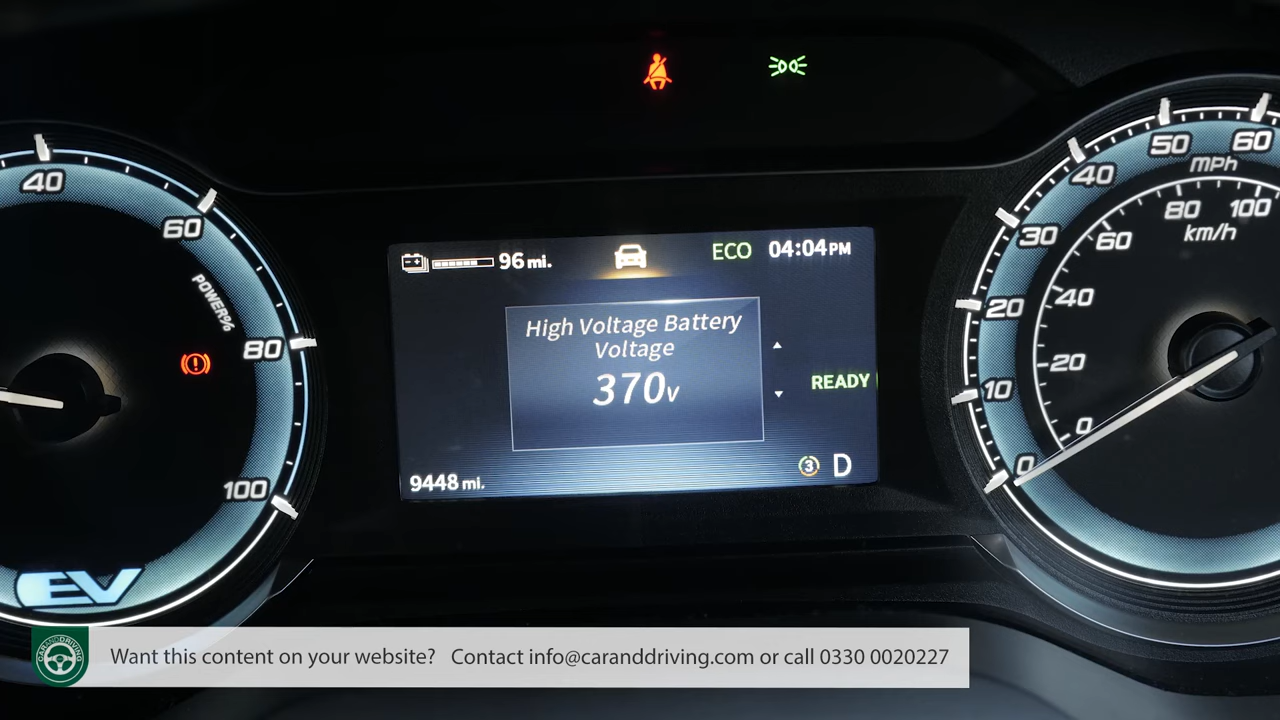 40
60
POWER%
80
100
EV
96 mi.
ECO
04:04PM
High Voltage Battery
Voltage
370v
READY
9448 mi.
3
D
0
10
20
30
40
50
60
MPH
0
20
40
60
80
100
km/h
CARANDDRIVING
Want this content on your website? Contact info@caranddriving.com or call 0330 0020227